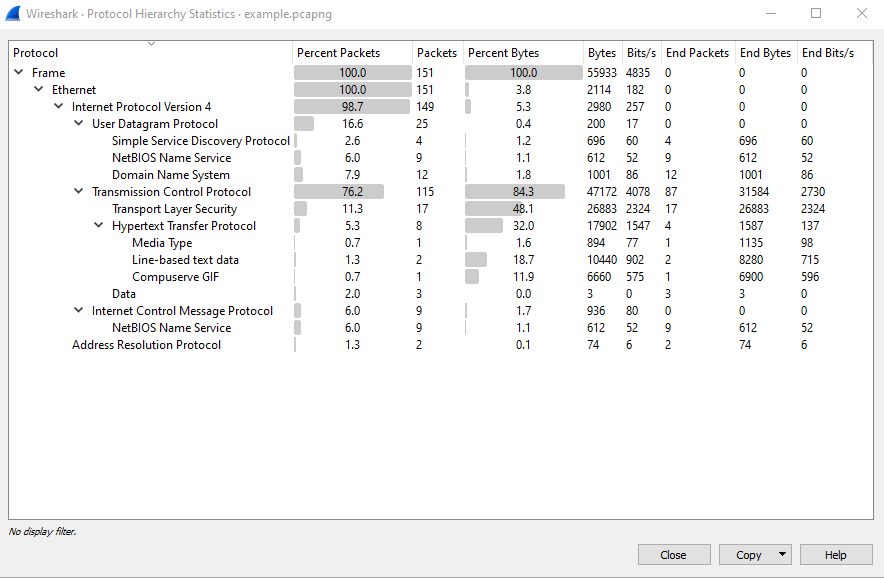 Wireshark · Protocol Hierarchy Statistics · example.pcapng
Protocol Percent Packets Packets Percent Bytes Bytes Bits/s End Packets End Bytes End Bits/s
Frame 100.0 151 100.0 55933 4835 0 0 0
Ethernet 100.0 151 3.8 2114 182 0 0 0
Internet Protocol Version 4 98.7 149 5.3 2980 257 0 0 0
User Datagram Protocol 16.6 25 0.4 200 17 0 0 0
Simple Service Discovery Protocol 2.6 4 1.2 696 60 4 696 60
NetBIOS Name Service 6.0 9 1.1 612 52 9 612 52
Domain Name System 7.9 12 1.8 1001 86 12 1001 86
Transmission Control Protocol 76.2 115 84.3 47172 4078 87 31584 2730
Transport Layer Security 11.3 17 48.1 26883 2324 17 26883 2324
Hypertext Transfer Protocol 5.3 8 32.0 17902 1547 4 1587 137
Media Type 0.7 1 1.6 894 77 1 1135 98
Line-based text data 1.3 2 18.7 10440 902 2 8280 715
Compuserve GIF 0.7 1 11.9 6660 575 1 6900 596
Data 2.0 3 0.0 3 0 3 3 0
Internet Control Message Protocol 6.0 9 1.7 936 80 0 0 0
NetBIOS Name Service 6.0 9 1.1 612 52 9 612 52
Address Resolution Protocol 1.3 2 0.1 74 6 2 74 6
No display filter.
Close Copy Help